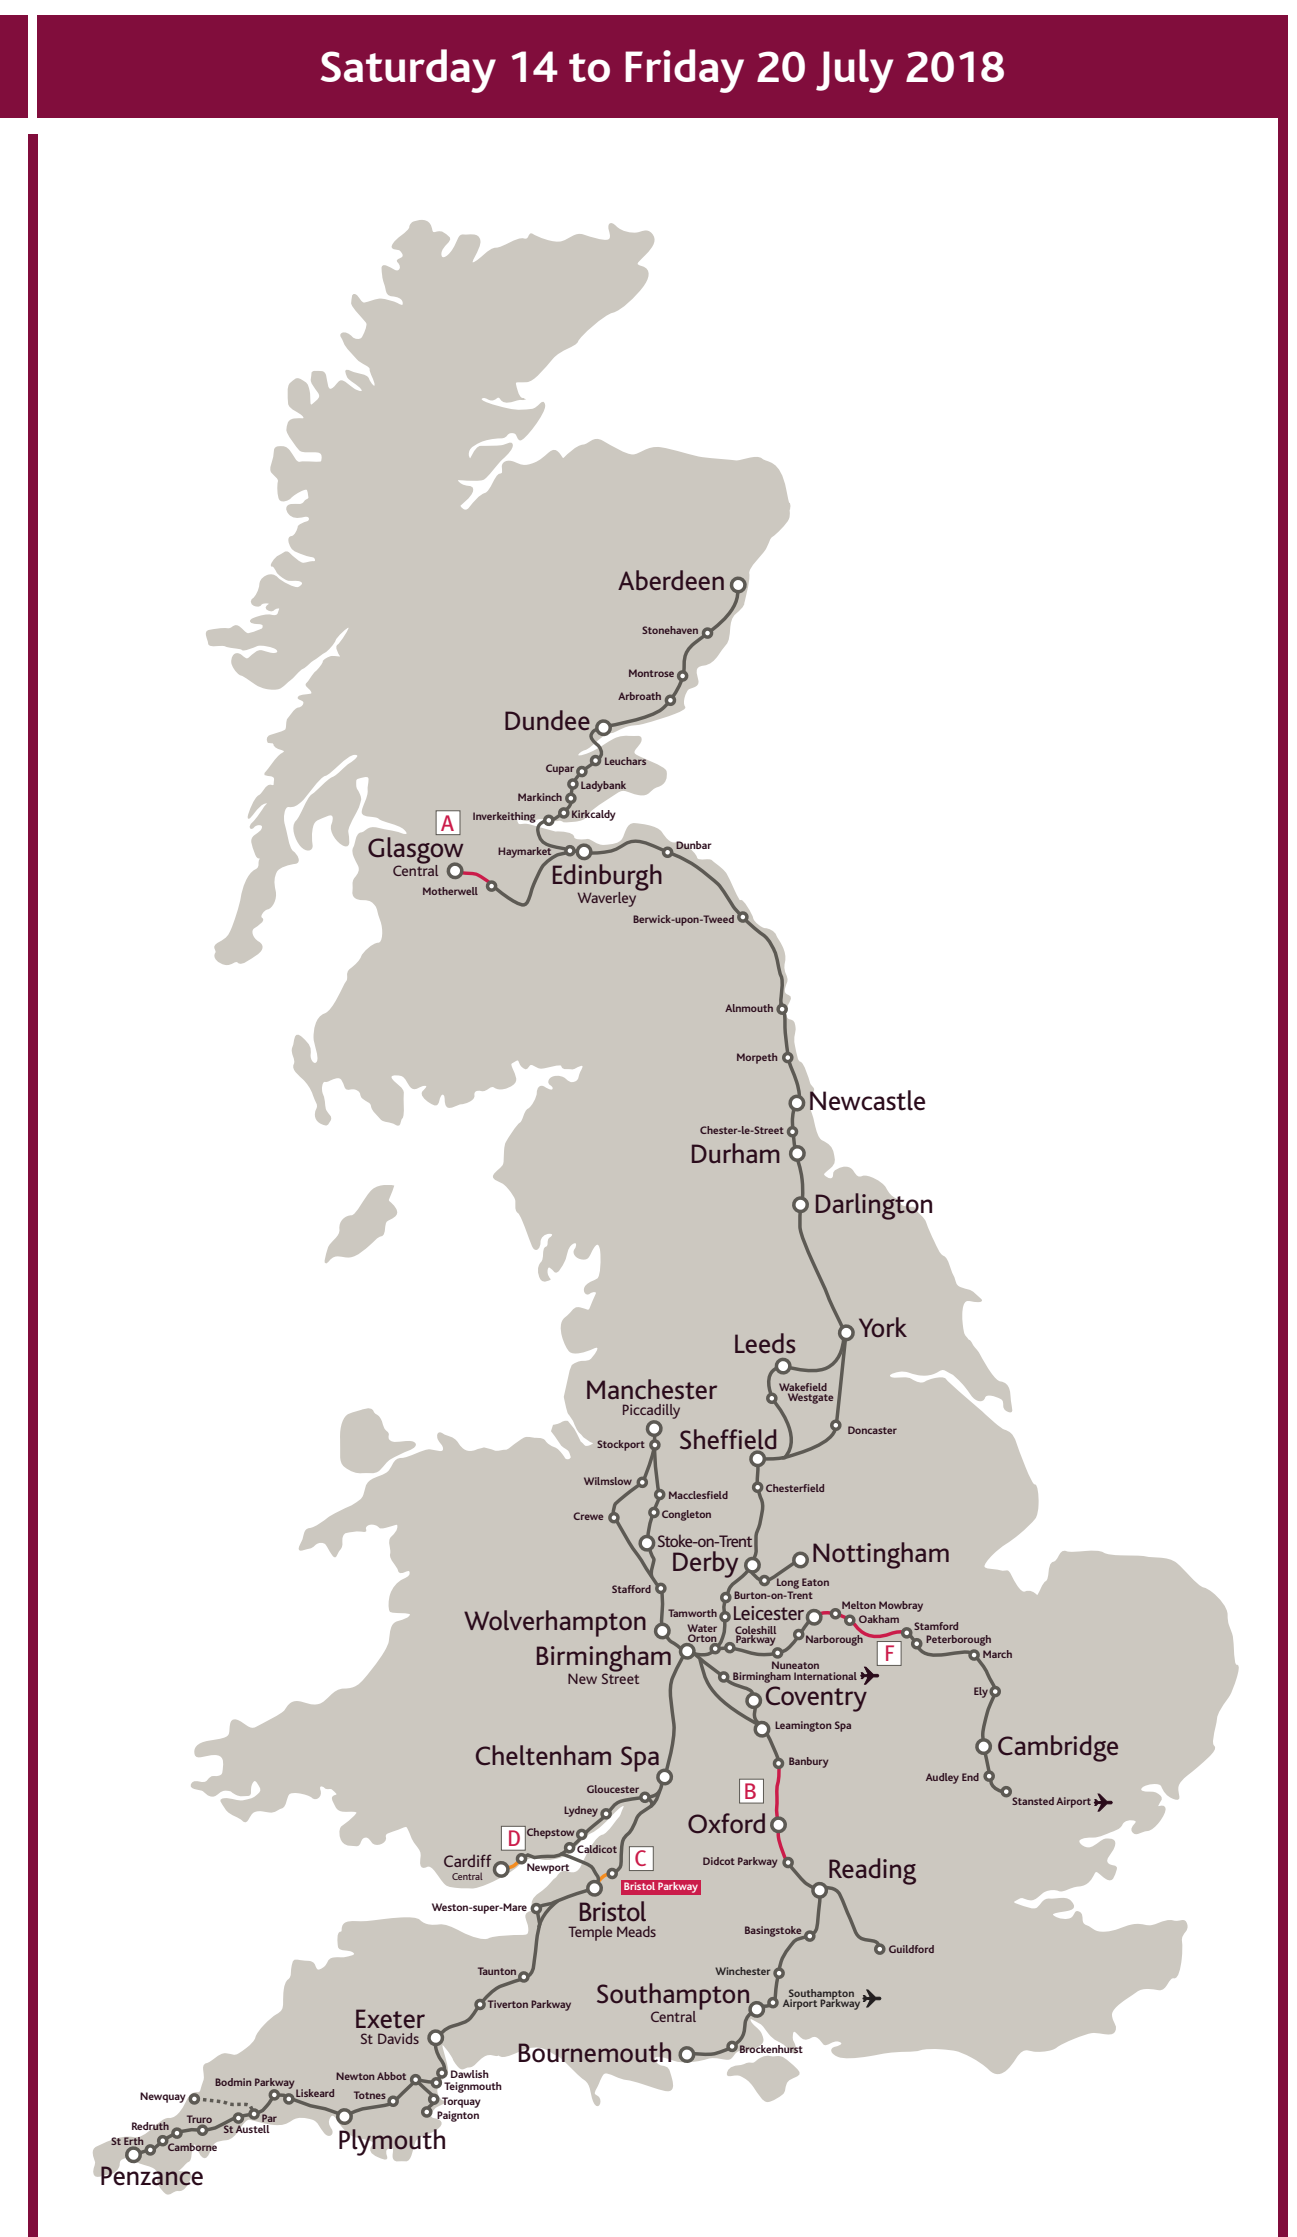 Saturday 14 to Friday 20 July 2018
Aberdeen
Stonehaven
Montrose
Arbroath
Dundee
Leuchars
Cupar
Ladybank
Markinch
Kirkcaldy
Inverkeithing
A
Glasgow
Central
Motherwell
Haymarket
Edinburgh
Waverley
Dunbar
Berwick-upon-Tweed
Alnmouth
Morpeth
Newcastle
Chester-le-Street
Durham
Darlington
York
Leeds
Wakefield
Westgate
Doncaster
Manchester
Piccadilly
Stockport
Sheffield
Wilmslow
Macclesfield
Chesterfield
Crewe
Congleton
Stoke-on-Trent
Derby
Nottingham
Long Eaton
Stafford
Burton-on-Trent
Tamworth
Leicester
Melton Mowbray
Oakham
Stamford
Peterborough
F
March
Wolverhampton
Water
Orton
Coleshill
Parkway
Narborough
Nuneaton
Birmingham
New Street
Birmingham International
Ely
Coventry
Leamington Spa
Cambridge
Audley End
Stansted Airport
Cheltenham Spa
Banbury
Gloucester
B
Lydney
Oxford
Chepstow
D
Caldicot
C
Cardiff
Central
Newport
Didcot Parkway
Reading
Bristol Parkway
Weston-super-Mare
Bristol
Temple Meads
Basingstoke
Guildford
Taunton
Winchester
Southampton
Airport Parkway
Southampton
Central
Tiverton Parkway
Exeter
St Davids
Bournemouth
Brockenhurst
Dawlish
Newton Abbot
Teignmouth
Bodmin Parkway
Liskeard
Totnes
Torquay
Newquay
Paignton
Par
Truro
St Austell
Redruth
Plymouth
St Erth
Camborne
Penzance